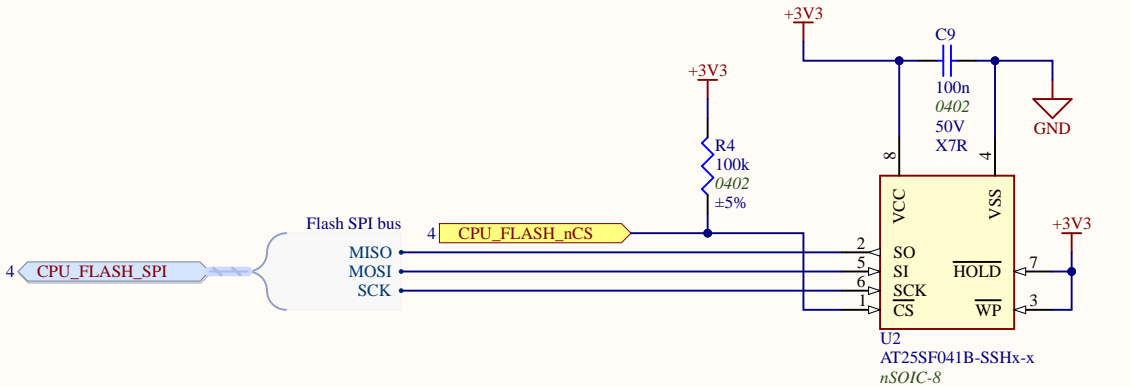 +3V3
C9
100n
0402
50V
X7R
GND
+3V3
R4
100k
0402
±5%
8
4
VCC
VSS
Flash SPI bus
4 CPU_FLASH_nCS
+3V3
MISO
2 SO
4 CPU_FLASH_SPI
MOSI
5 SI
HOLD 7
SCK
6 SCK
1 CS
WP 3
U2
AT25SF041B-SSHx-x
nSOIC-8